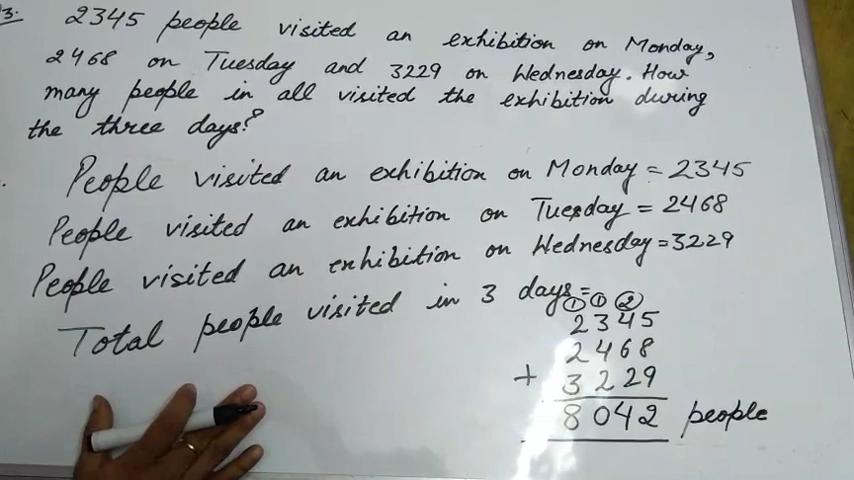 3. 2345 people visited an exhibition on Monday,
2468 on Tuesday and 3229 on Wednesday. How
many people in all visited the exhibition during
the three days?
People visited an exhibition on Monday = 2345
People visited an exhibition on Tuesday = 2468
People visited an exhibition on Wednesday = 3229
Total people visited in 3 days =
1 1 2
2345
2468
+ 3229
8042 people